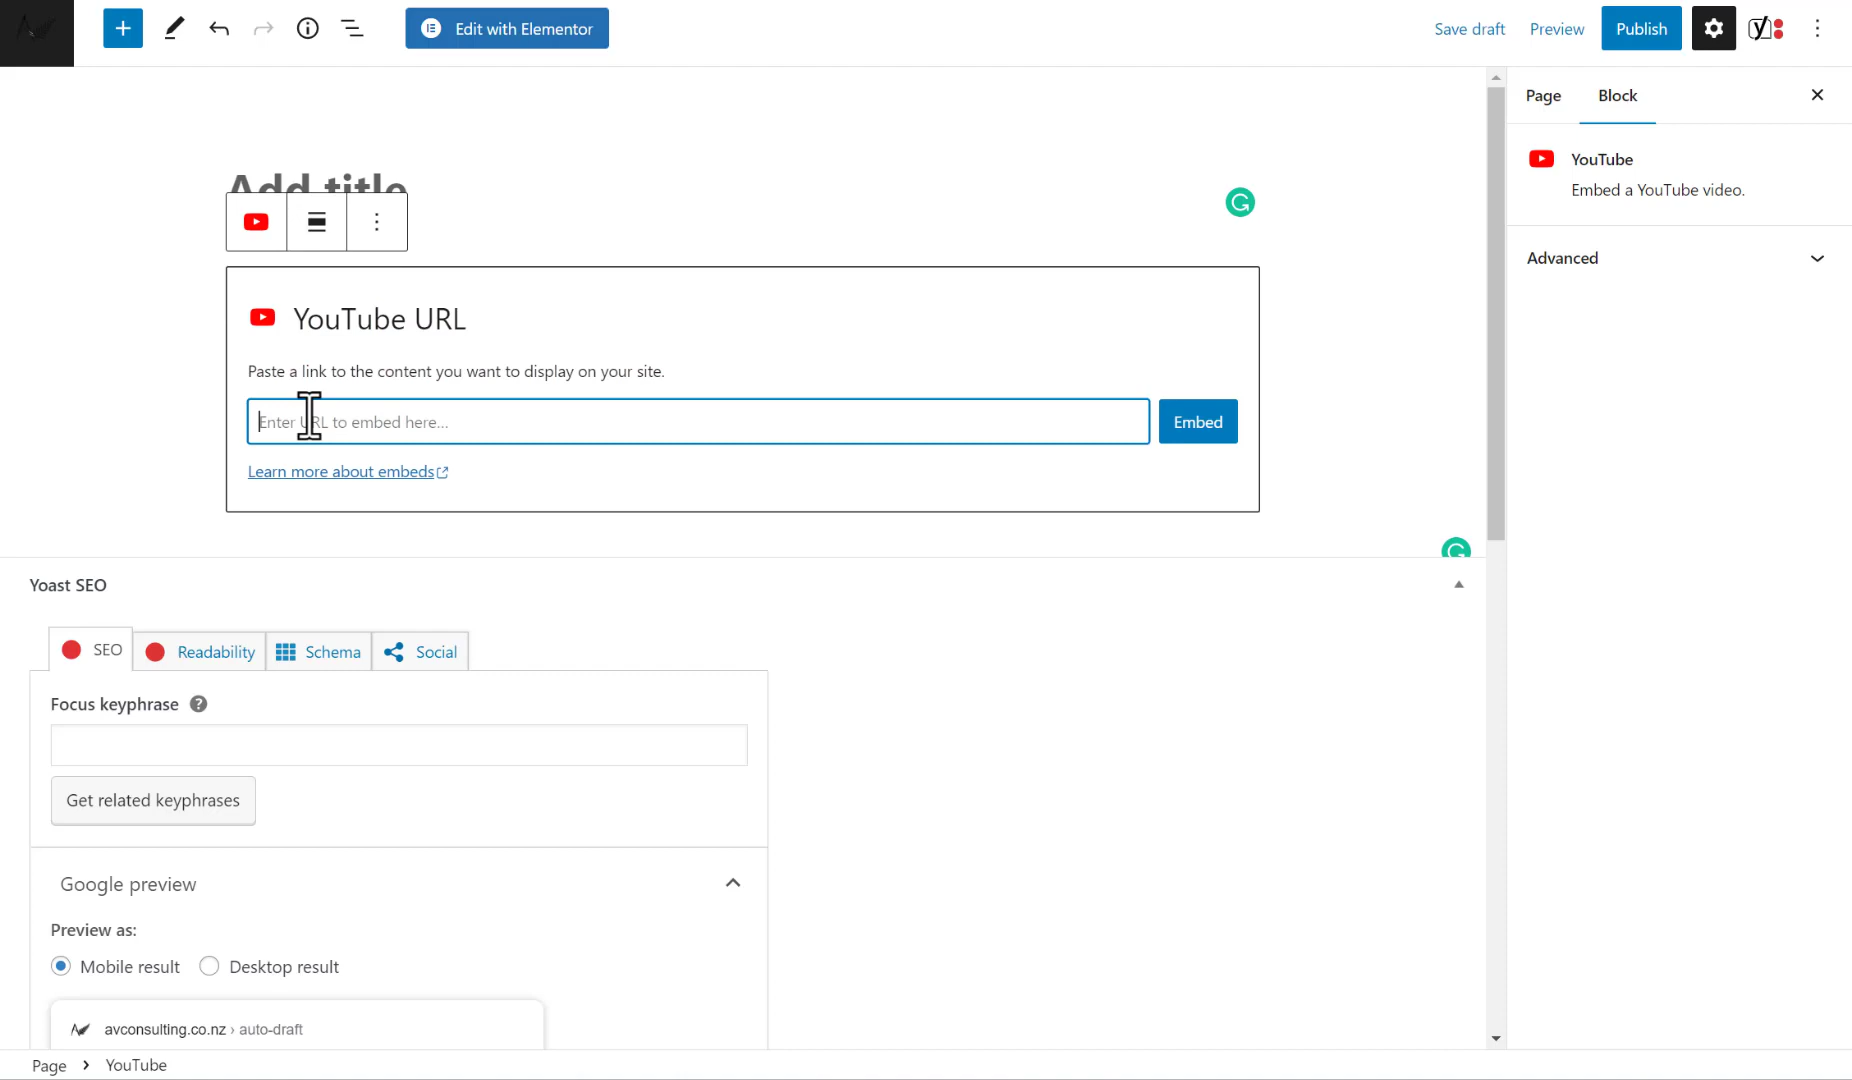 Edit with Elementor
Save draft
Preview
Publish
Page
Block
YouTube
Embed a YouTube video.
Advanced
Add title
YouTube URL
Paste a link to the content you want to display on your site.
Enter URL to embed here...
Embed
Learn more about embeds
Yoast SEO
SEO
Readability
Schema
Social
Focus keyphrase
Get related keyphrases
Google preview
Preview as:
Mobile result
Desktop result
avconsulting.co.nz › auto-draft
Page
YouTube